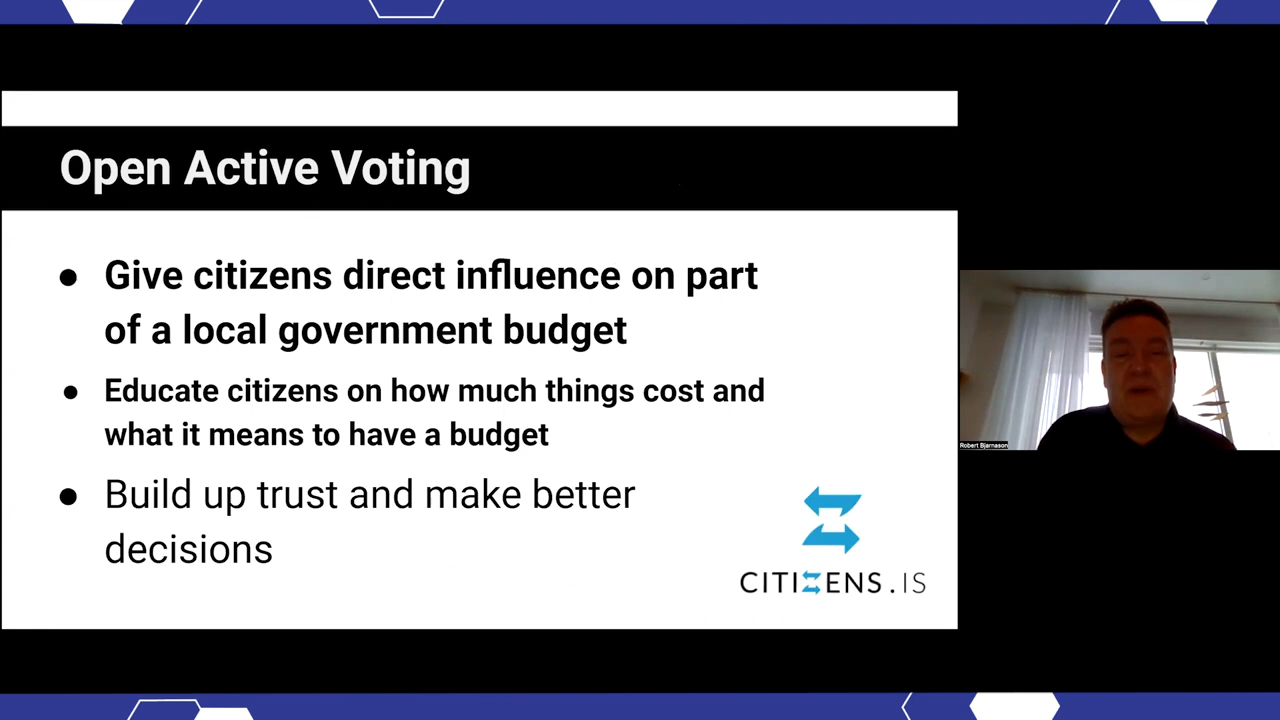 Open Active Voting
● Give citizens direct influence on part
of a local government budget
● Educate citizens on how much things cost and
what it means to have a budget
● Build up trust and make better
decisions
CITIZENS.IS
Robert Bjarnason